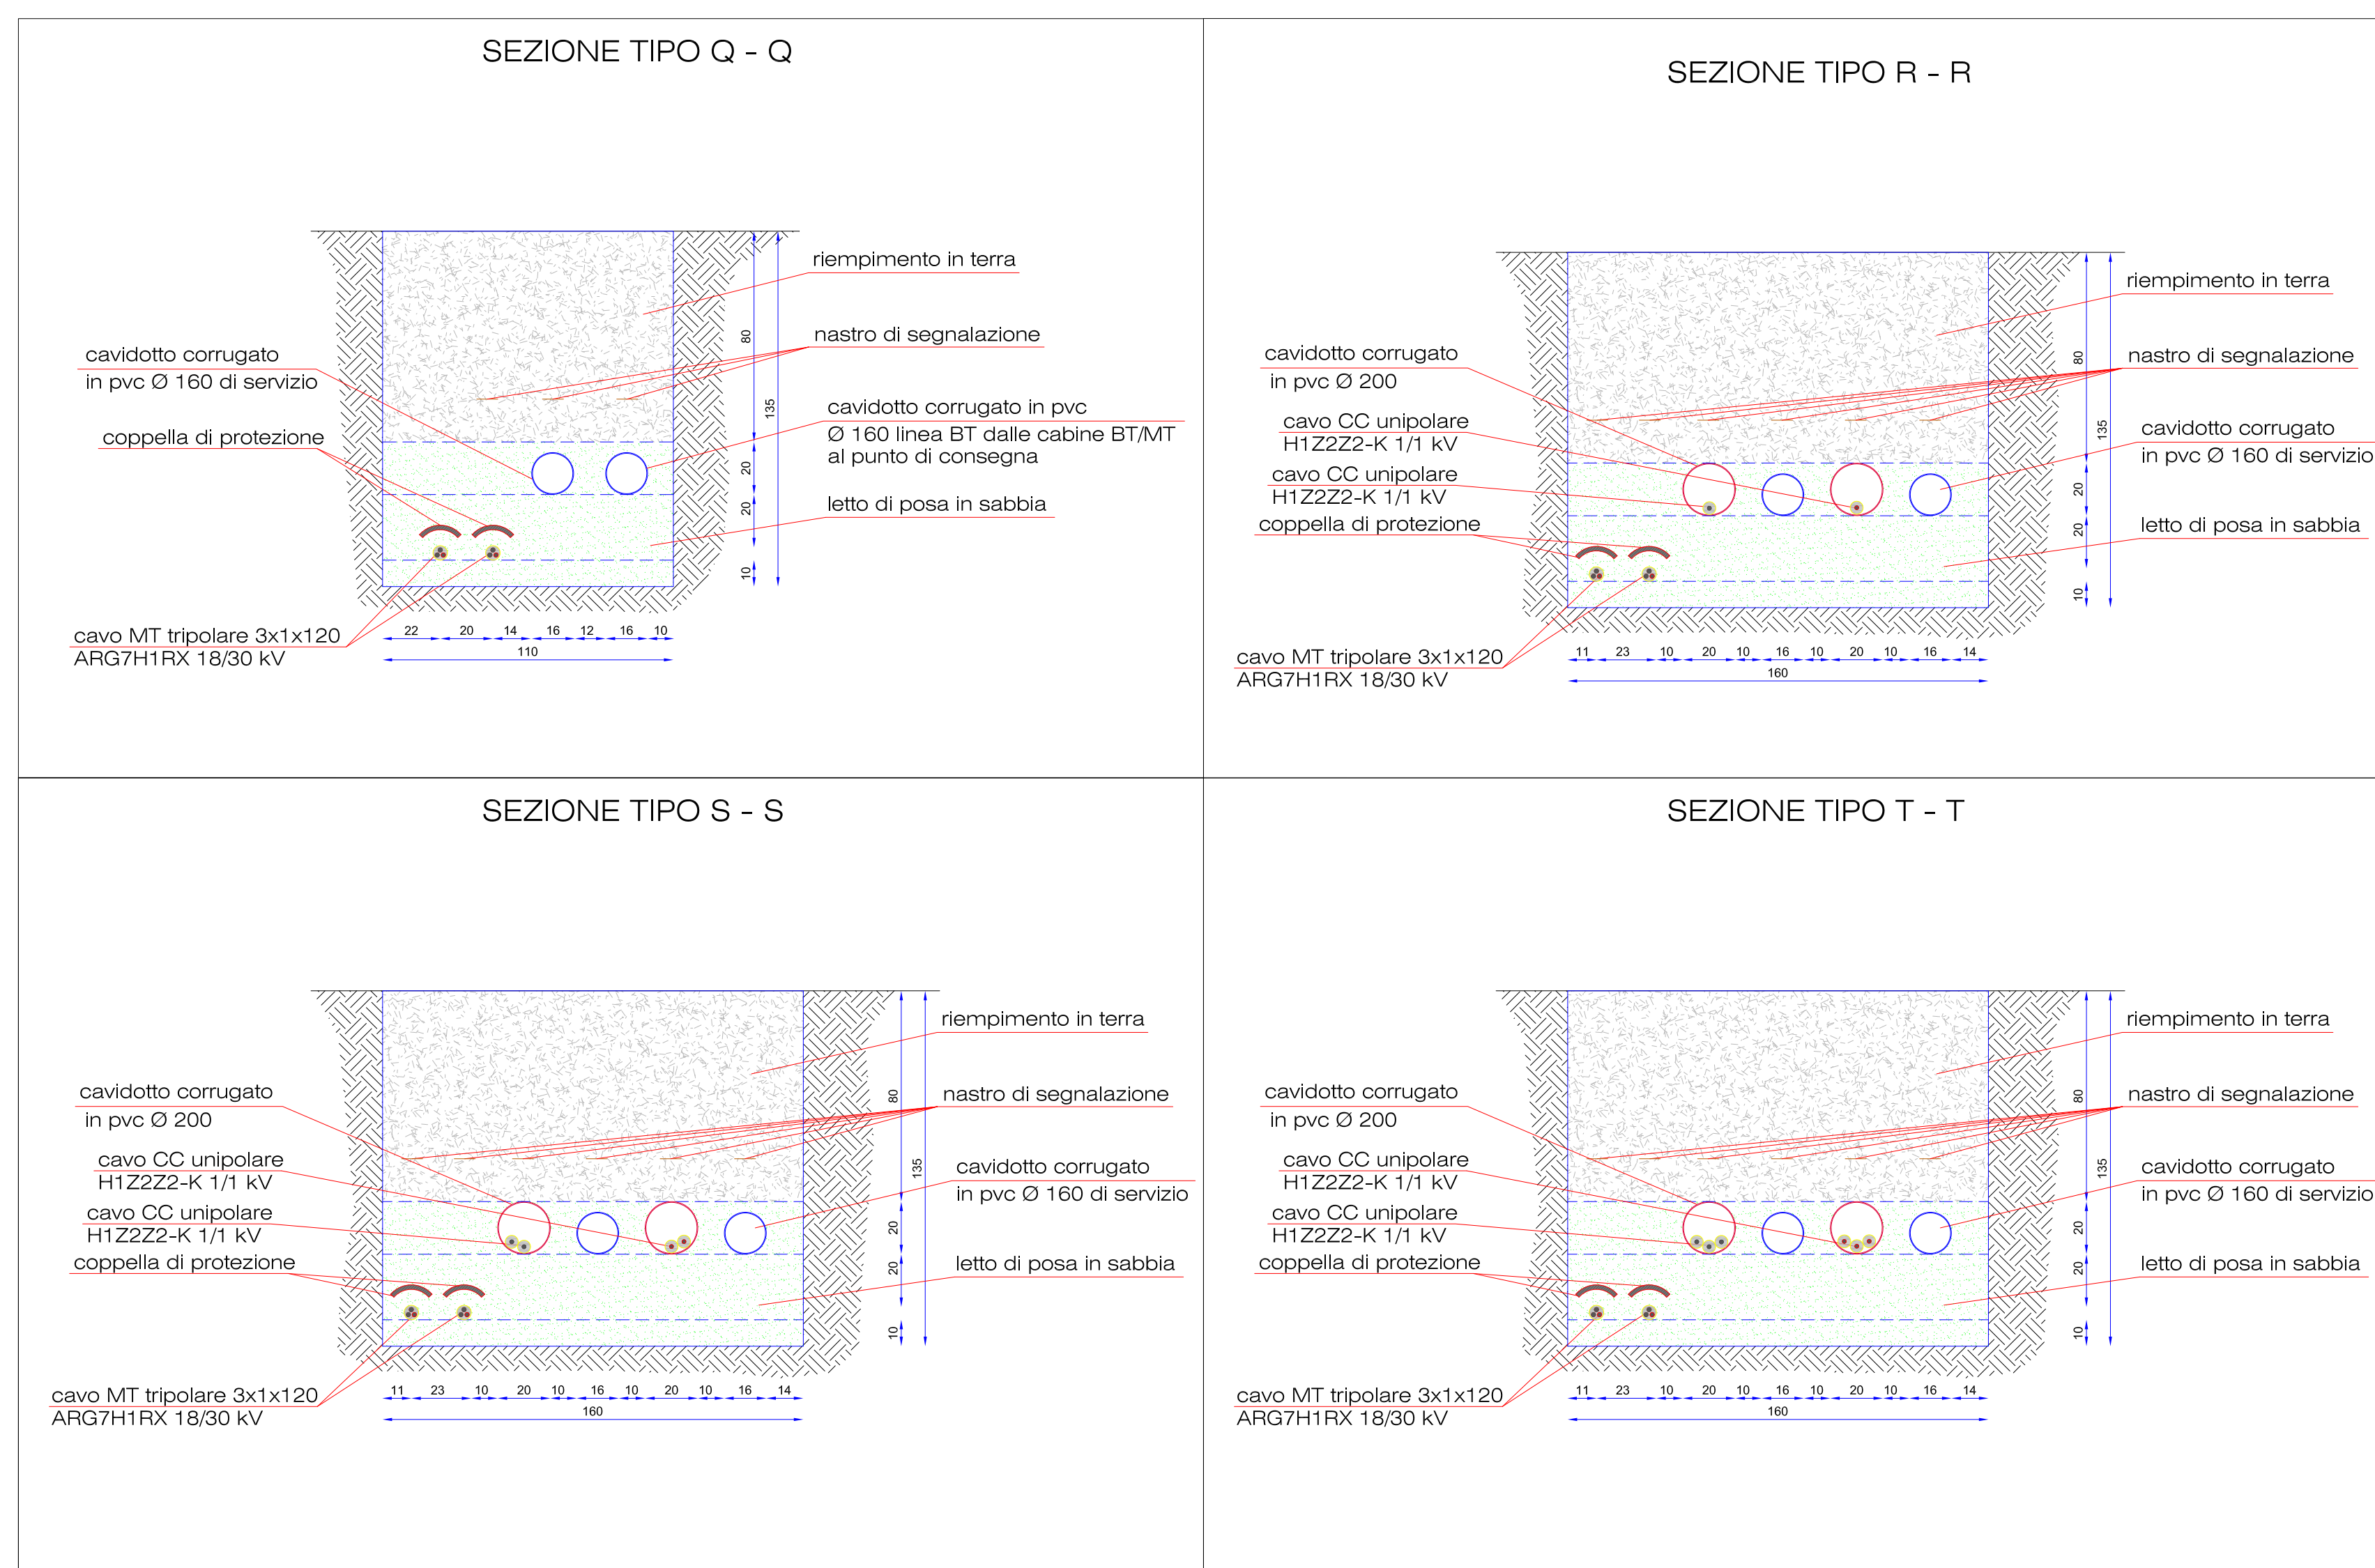 SEZIONE TIPO Q - Q
riempimento in terra
nastro di segnalazione
cavidotto corrugato
in pvc Ø 160 di servizio
cavidotto corrugato in pvc
Ø 160 linea BT dalle cabine BT/MT
al punto di consegna
coppella di protezione
letto di posa in sabbia
cavo MT tripolare 3x1x120
ARG7H1RX 18/30 kV
80
135
20
20
10
22 20 14 16 12 16 10
110
SEZIONE TIPO R - R
riempimento in terra
cavidotto corrugato
in pvc Ø 200
nastro di segnalazione
cavo CC unipolare
H1Z2Z2-K 1/1 kV
cavidotto corrugato
in pvc Ø 160 di servizio
cavo CC unipolare
H1Z2Z2-K 1/1 kV
coppella di protezione
letto di posa in sabbia
cavo MT tripolare 3x1x120
ARG7H1RX 18/30 kV
80
135
20
20
10
11 23 10 20 10 16 10 20 10 16 14
160
SEZIONE TIPO S - S
riempimento in terra
cavidotto corrugato
in pvc Ø 200
nastro di segnalazione
cavo CC unipolare
H1Z2Z2-K 1/1 kV
cavidotto corrugato
in pvc Ø 160 di servizio
cavo CC unipolare
H1Z2Z2-K 1/1 kV
coppella di protezione
letto di posa in sabbia
cavo MT tripolare 3x1x120
ARG7H1RX 18/30 kV
80
135
20
20
10
11 23 10 20 10 16 10 20 10 16 14
160
SEZIONE TIPO T - T
riempimento in terra
cavidotto corrugato
in pvc Ø 200
nastro di segnalazione
cavo CC unipolare
H1Z2Z2-K 1/1 kV
cavidotto corrugato
in pvc Ø 160 di servizio
cavo CC unipolare
H1Z2Z2-K 1/1 kV
coppella di protezione
letto di posa in sabbia
cavo MT tripolare 3x1x120
ARG7H1RX 18/30 kV
80
135
20
20
10
11 23 10 20 10 16 10 20 10 16 14
160